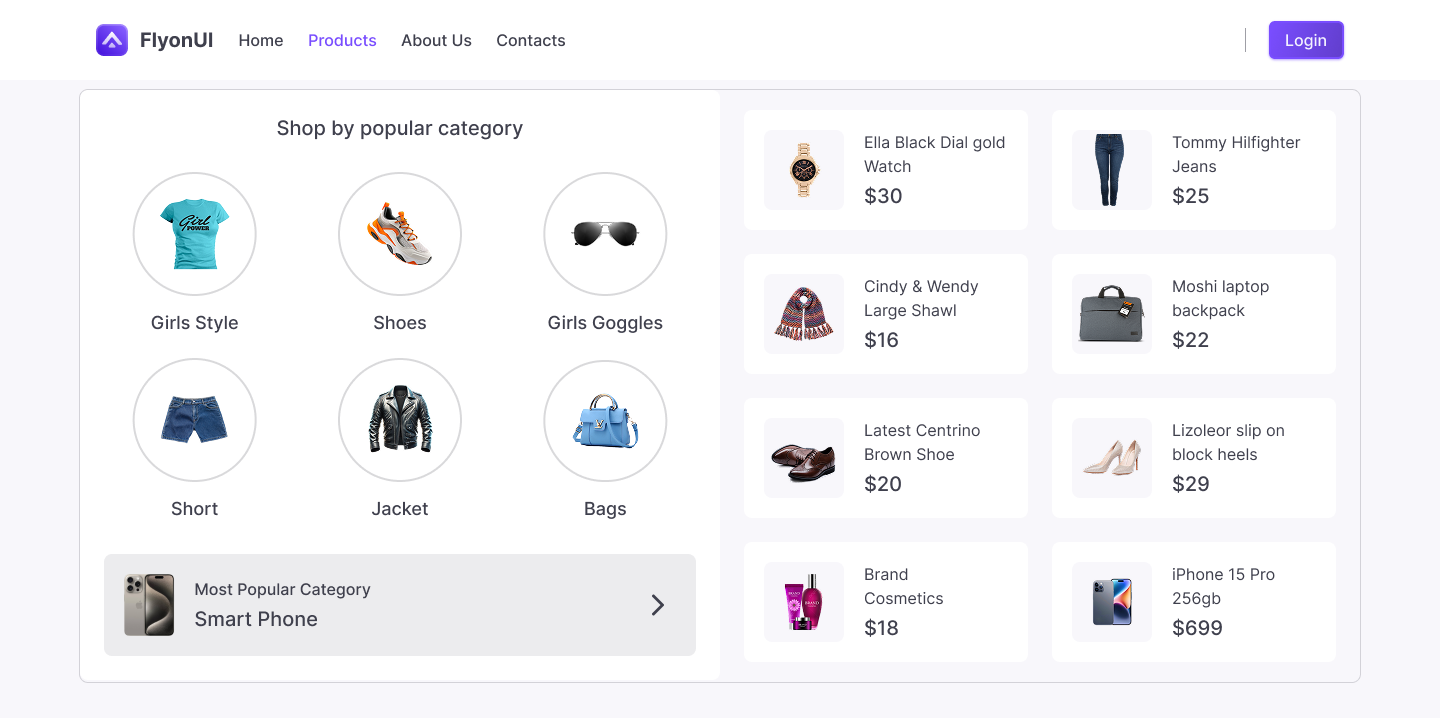 FlyonUI
Home
Products
About Us
Contacts
Login
Shop by popular category
Girl
POWER
Girls Style
Shoes
Girls Goggles
Short
Jacket
Bags
Most Popular Category
Smart Phone
Ella Black Dial gold
Watch
$30
Tommy Hilfighter
Jeans
$25
Cindy & Wendy
Large Shawl
$16
Moshi laptop
backpack
$22
Latest Centrino
Brown Shoe
$20
Lizoleor slip on
block heels
$29
BRAND
BRAND
Brand
Cosmetics
$18
iPhone 15 Pro
256gb
$699